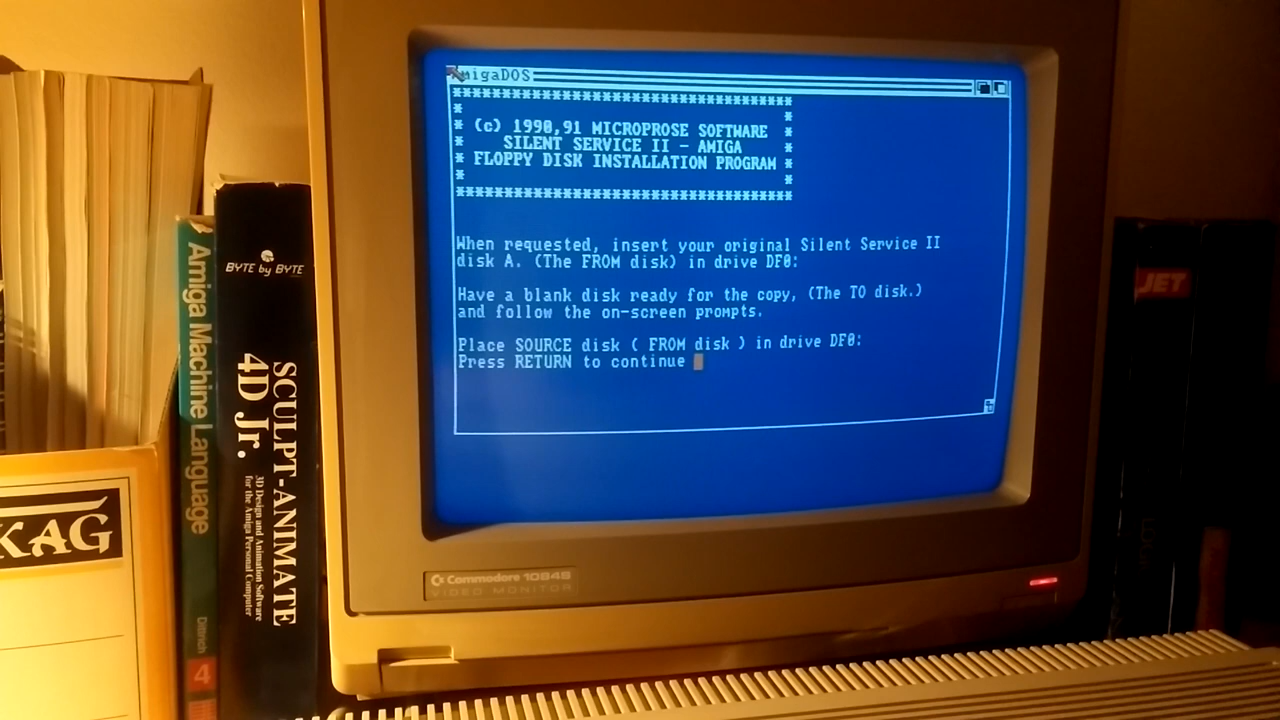 AmigaDOS
***********************************
* *
* (c) 1990,91 MICROPROSE SOFTWARE *
* SILENT SERVICE II - AMIGA *
* FLOPPY DISK INSTALLATION PROGRAM *
* *
***********************************
When requested, insert your original Silent Service II
disk A. (The FROM disk) in drive DF0:
Have a blank disk ready for the copy, (The TO disk.)
and follow the on-screen prompts.
Place SOURCE disk ( FROM disk ) in drive DF0:
Press RETURN to continue
Commodore 1084S
VIDEO MONITOR
KAG
Amiga Machine Language
Dittrich
4
BYTE by BYTE
SCULPT-ANIMATE
4D Jr.
3D Design and Animation Software
for the Amiga Personal Computer
JET